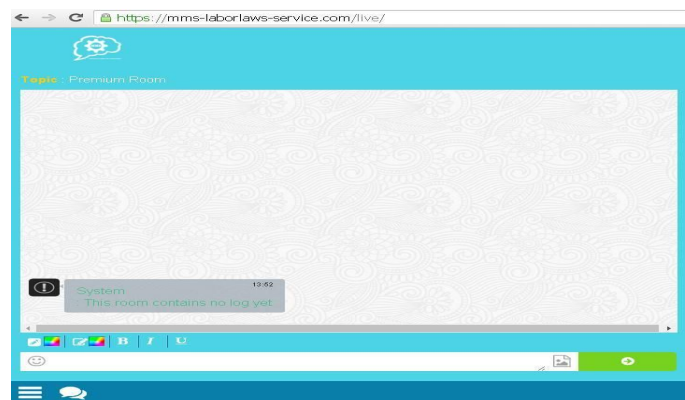 https://mms-laborlaws-service.com/live/
Topic : Premium Room
System 13:52
This room contains no log yet
B I U